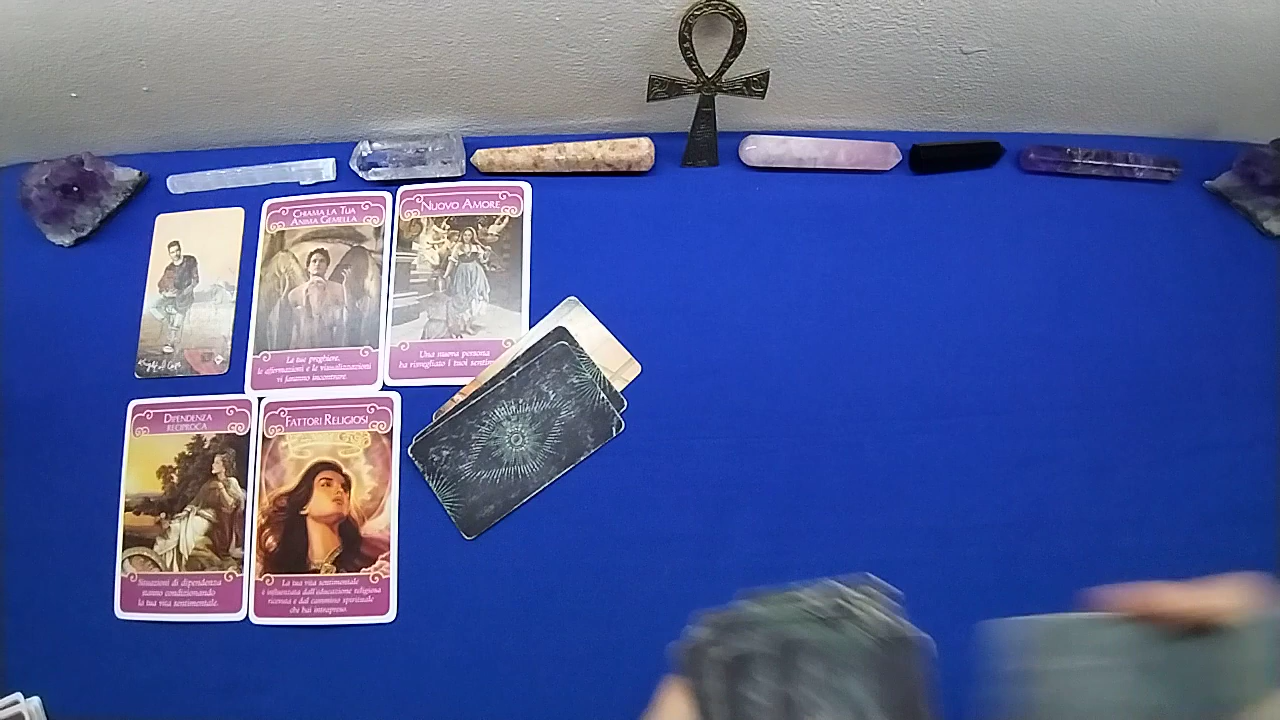 CHIAMA LA TUA
ANIMA GEMELLA
Le tue preghiere,
le affermazioni e le visualizzazioni
vi faranno incontrare.
NUOVO AMORE
Una nuova persona
ha risvegliato i tuoi sentim
DIPENDENZA
RECIPROCA
Situazioni di dipendenza
stanno condizionando
la tua vita sentimentale.
FATTORI RELIGIOSI
La tua vita sentimentale
è influenzata dall'educazione religiosa
ricevuta e dal cammino spirituale
che hai intrapreso.